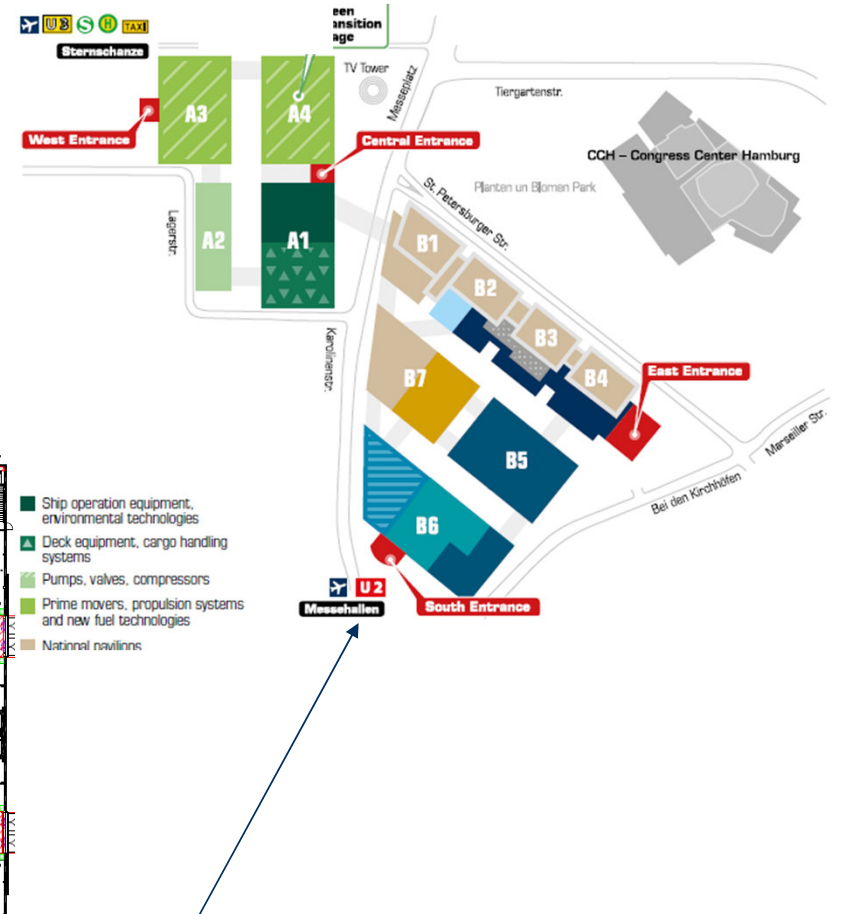 een
ansition
age
U3
S
H
TAXI
Sternschanze
TV Tower
Messeplatz
Tiergartenstr.
A3
A4
West Entrance
Central Entrance
CCH – Congress Center Hamburg
Planten un Blomen Park
St. Petersburger Str.
Lagerstr.
A2
A1
B1
B2
B3
B4
Karolinenstr.
East Entrance
B7
Marseiller Str.
B5
Bei den Kirchhöfen
B6
Ship operation equipment,
environmental technologies
Deck equipment, cargo handling
systems
Pumps, valves, compressors
Prime movers, propulsion systems
and new fuel technologies
National pavilions
U2
Messehallen
South Entrance